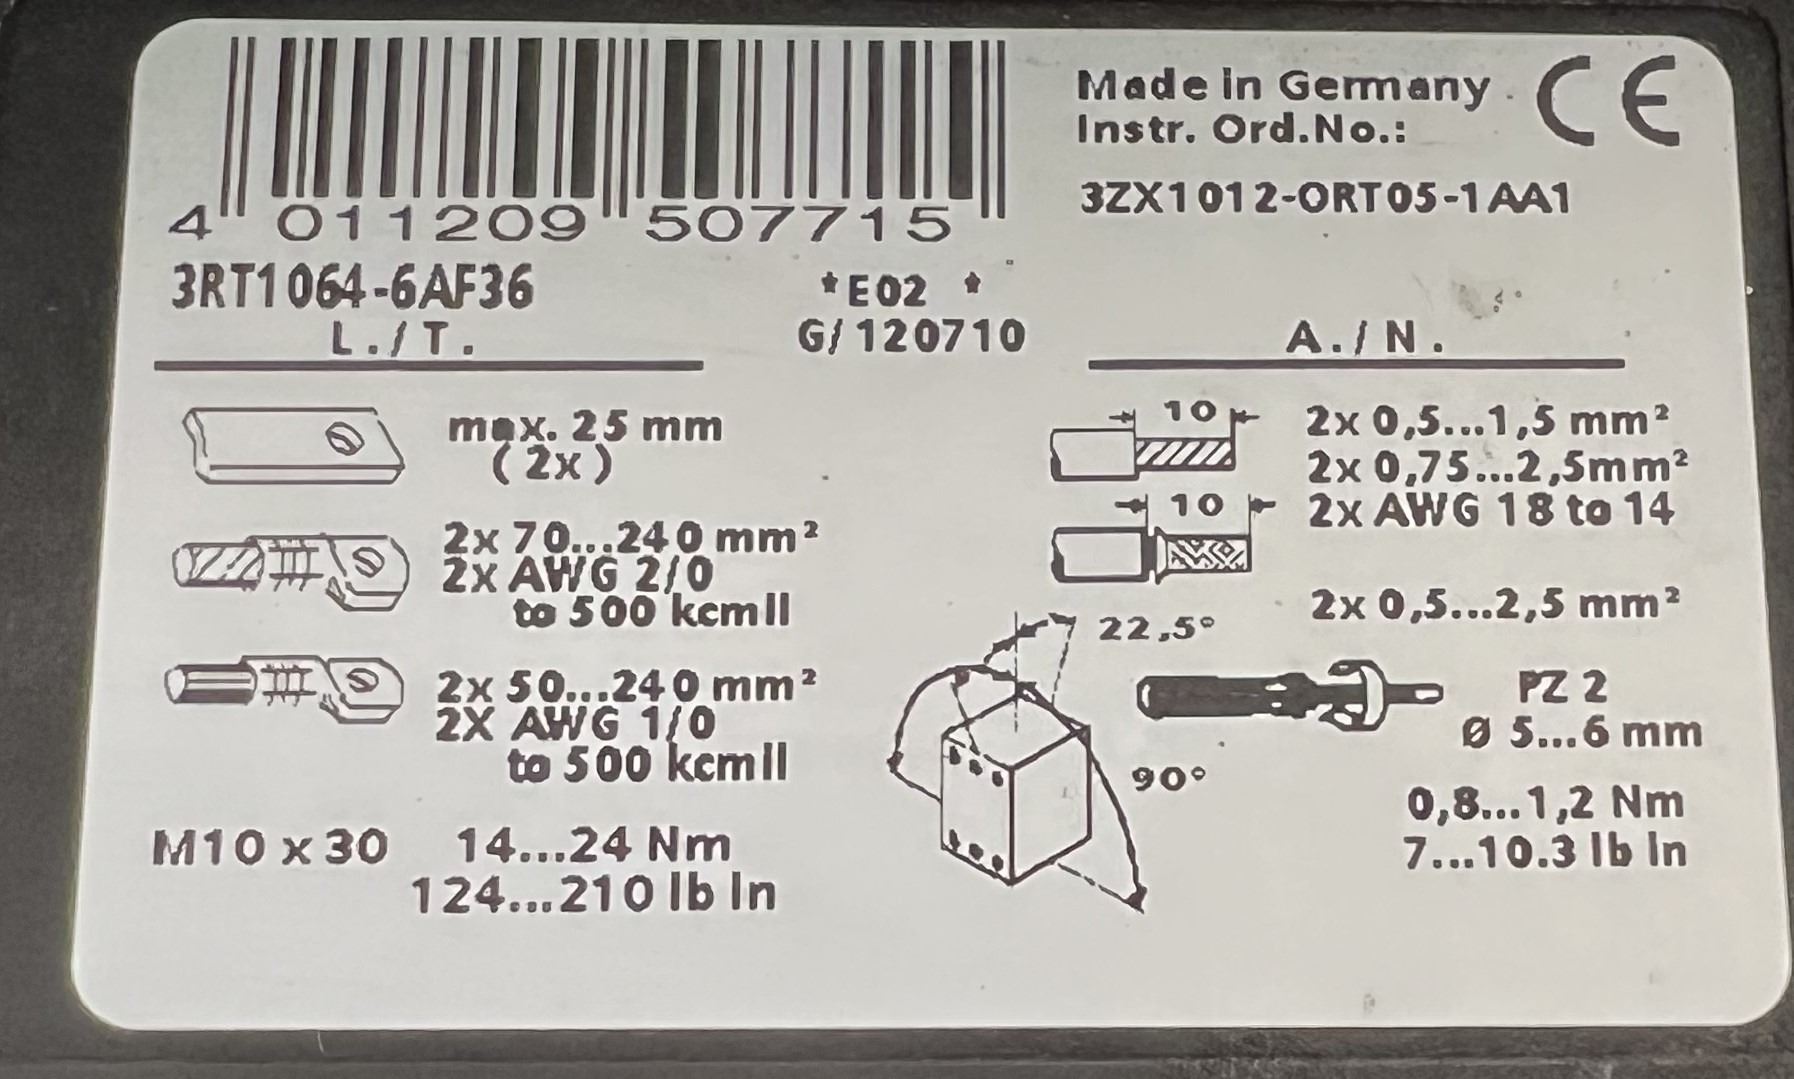 Made in Germany CE
Instr. Ord.No.:
3ZX1012-ORT05-1AA1
4 011209 507715
3RT1064-6AF36
*E02 *
G/120710
L./T.
max. 25 mm
(2x)
2x 70...240 mm²
2x AWG 2/0
to 500 kcmil
2x 50...240 mm²
2X AWG 1/0
to 500 kcmil
M10 x 30 14...24 Nm
124...210 lb in
A./N.
10
2x 0,5...1,5 mm²
2x 0,75...2,5mm²
10
2x AWG 18 to 14
2x 0,5...2,5 mm²
22,5°
90°
PZ 2
Ø 5...6 mm
0,8...1,2 Nm
7...10.3 lb in